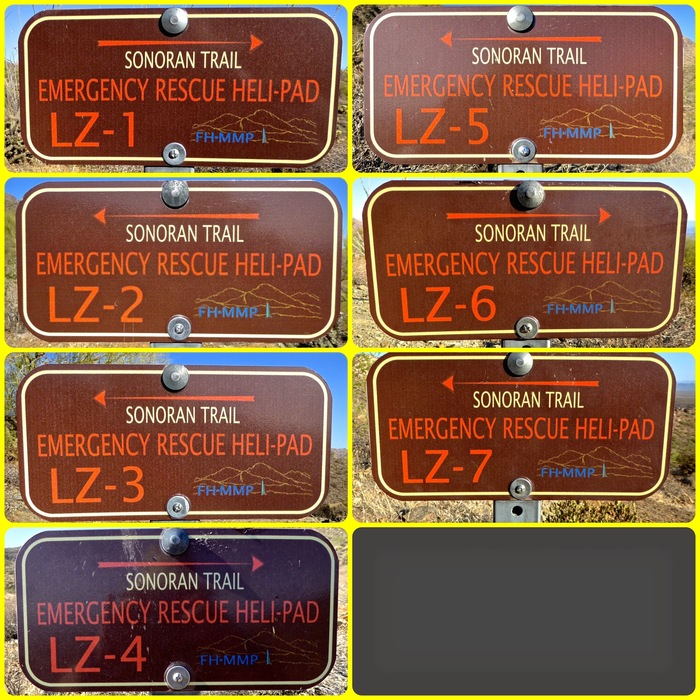 SONORAN TRAIL
EMERGENCY RESCUE HELI-PAD
LZ-1
FH-MMP
SONORAN TRAIL
EMERGENCY RESCUE HELI-PAD
LZ-2
FH-MMP
SONORAN TRAIL
EMERGENCY RESCUE HELI-PAD
LZ-3
FH-MMP
SONORAN TRAIL
EMERGENCY RESCUE HELI-PAD
LZ-4
FH-MMP
SONORAN TRAIL
EMERGENCY RESCUE HELI-PAD
LZ-5
FH-MMP
SONORAN TRAIL
EMERGENCY RESCUE HELI-PAD
LZ-6
FH-MMP
SONORAN TRAIL
EMERGENCY RESCUE HELI-PAD
LZ-7
FH-MMP